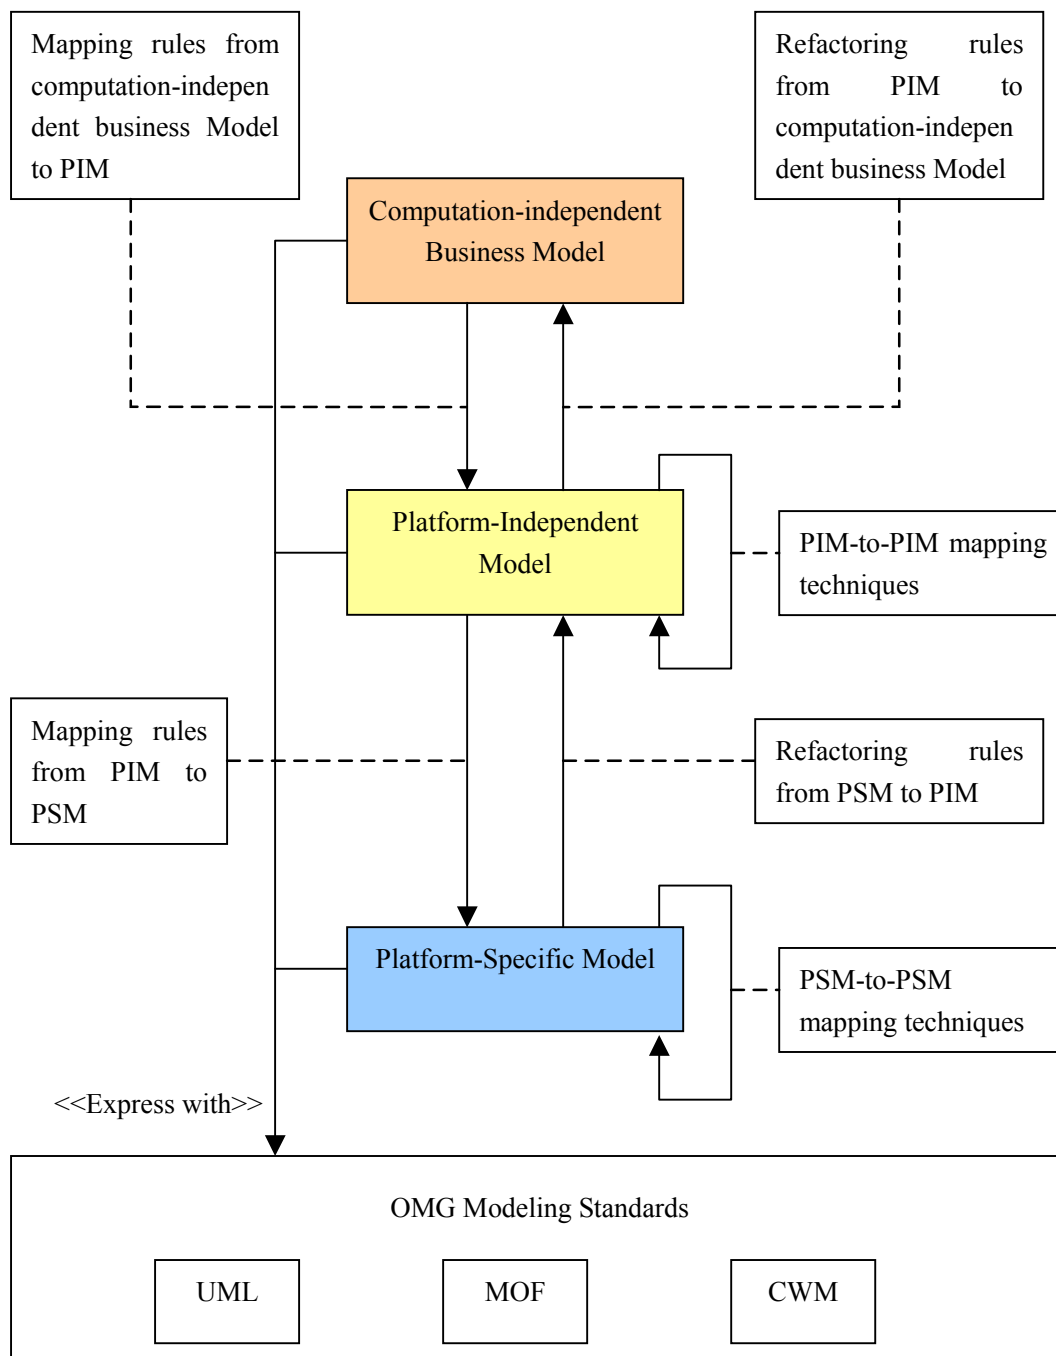 Mapping rules from
computation-indepen
dent business Model
to PIM
Refactoring rules
from PIM to
computation-indepen
dent business Model
Computation-independent
Business Model
Platform-Independent
Model
PIM-to-PIM mapping
techniques
Mapping rules
from PIM to
PSM
Refactoring rules
from PSM to PIM
Platform-Specific Model
PSM-to-PSM
mapping techniques
<<Express with>>
OMG Modeling Standards
UML
MOF
CWM